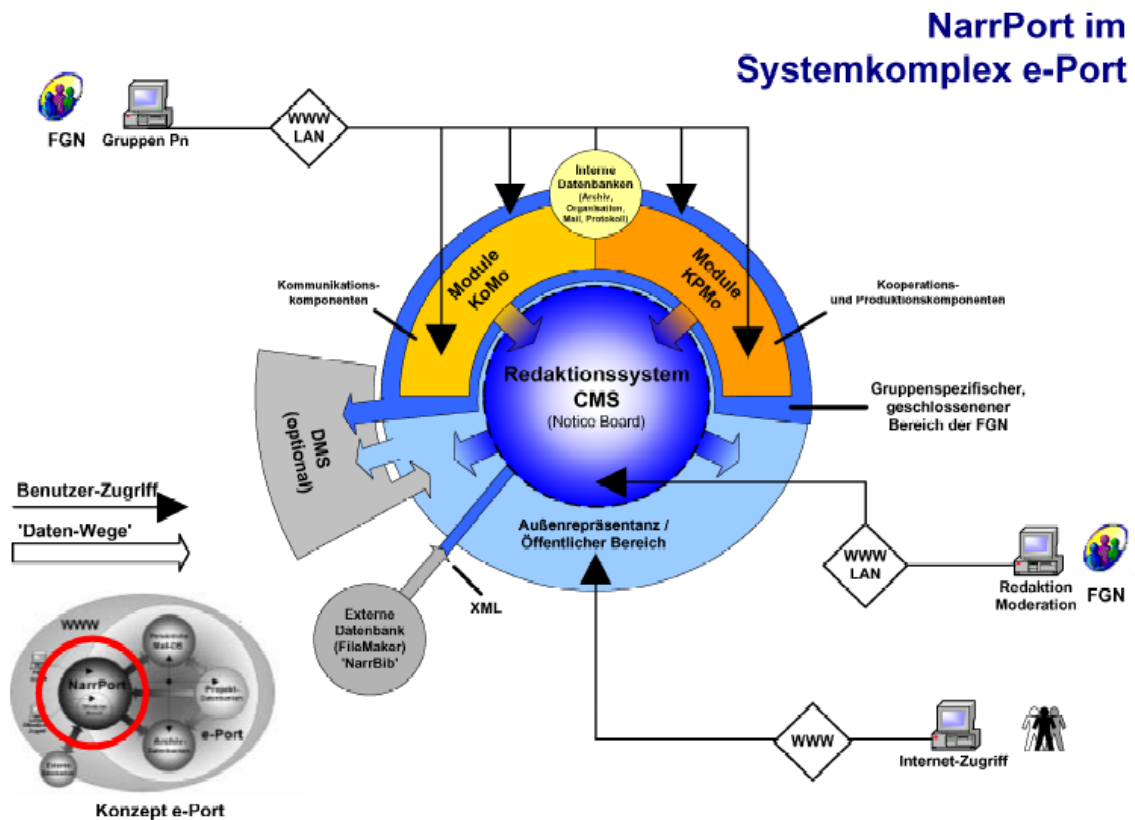 NarrPort im
Systemkomplex e-Port
FGN
Gruppen Pn
WWW
LAN
Interne
Datenbanken
(Archiv,
Organisation,
Mail, Protokoll)
Module
KoMo
Module
KPMo
Kommunikations-
komponenten
Kooperations-
und Produktionskomponenten
Redaktionssystem
CMS
(Notice Board)
Gruppenspezifischer,
geschlossenener
Bereich der FGN
DMS
(optional)
Benutzer-Zugriff
'Daten-Wege'
Außenrepräsentanz /
Öffentlicher Bereich
WWW
LAN
Redaktion
Moderation
FGN
XML
Externe
Datenbank
(FileMaker)
'NarrBib'
WWW
Internet-Zugriff
WWW
Mail-DB
NarrPort
Projekt-
Datenbanken
e-Port
Archiv-
Datenbanken
Externe
Konzept e-Port